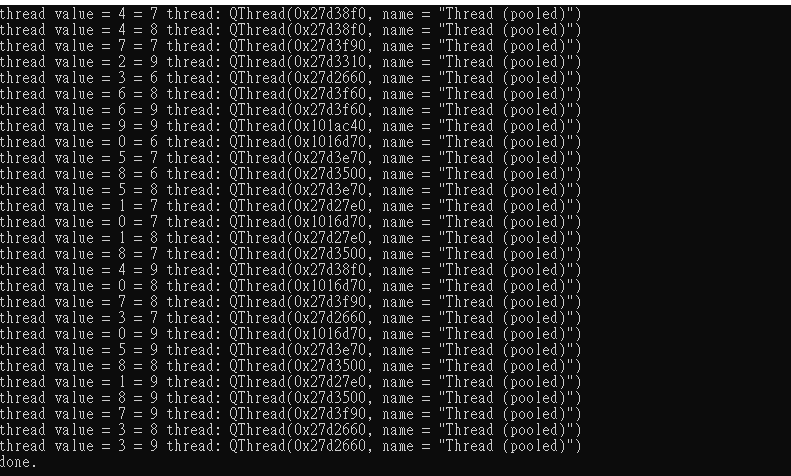 thread value = 4 = 7 thread: QThread(0x27d38f0, name = "Thread (pooled)")
thread value = 4 = 8 thread: QThread(0x27d38f0, name = "Thread (pooled)")
thread value = 7 = 7 thread: QThread(0x27d3f90, name = "Thread (pooled)")
thread value = 2 = 9 thread: QThread(0x27d3310, name = "Thread (pooled)")
thread value = 3 = 6 thread: QThread(0x27d2660, name = "Thread (pooled)")
thread value = 6 = 8 thread: QThread(0x27d3f60, name = "Thread (pooled)")
thread value = 6 = 9 thread: QThread(0x27d3f60, name = "Thread (pooled)")
thread value = 9 = 9 thread: QThread(0x101ac40, name = "Thread (pooled)")
thread value = 0 = 6 thread: QThread(0x1016d70, name = "Thread (pooled)")
thread value = 5 = 7 thread: QThread(0x27d3e70, name = "Thread (pooled)")
thread value = 8 = 6 thread: QThread(0x27d3500, name = "Thread (pooled)")
thread value = 5 = 8 thread: QThread(0x27d3e70, name = "Thread (pooled)")
thread value = 1 = 7 thread: QThread(0x27d27e0, name = "Thread (pooled)")
thread value = 0 = 7 thread: QThread(0x1016d70, name = "Thread (pooled)")
thread value = 1 = 8 thread: QThread(0x27d27e0, name = "Thread (pooled)")
thread value = 8 = 7 thread: QThread(0x27d3500, name = "Thread (pooled)")
thread value = 4 = 9 thread: QThread(0x27d38f0, name = "Thread (pooled)")
thread value = 0 = 8 thread: QThread(0x1016d70, name = "Thread (pooled)")
thread value = 7 = 8 thread: QThread(0x27d3f90, name = "Thread (pooled)")
thread value = 3 = 7 thread: QThread(0x27d2660, name = "Thread (pooled)")
thread value = 0 = 9 thread: QThread(0x1016d70, name = "Thread (pooled)")
thread value = 5 = 9 thread: QThread(0x27d3e70, name = "Thread (pooled)")
thread value = 8 = 8 thread: QThread(0x27d3500, name = "Thread (pooled)")
thread value = 1 = 9 thread: QThread(0x27d27e0, name = "Thread (pooled)")
thread value = 8 = 9 thread: QThread(0x27d3500, name = "Thread (pooled)")
thread value = 7 = 9 thread: QThread(0x27d3f90, name = "Thread (pooled)")
thread value = 3 = 8 thread: QThread(0x27d2660, name = "Thread (pooled)")
thread value = 3 = 9 thread: QThread(0x27d2660, name = "Thread (pooled)")
done.